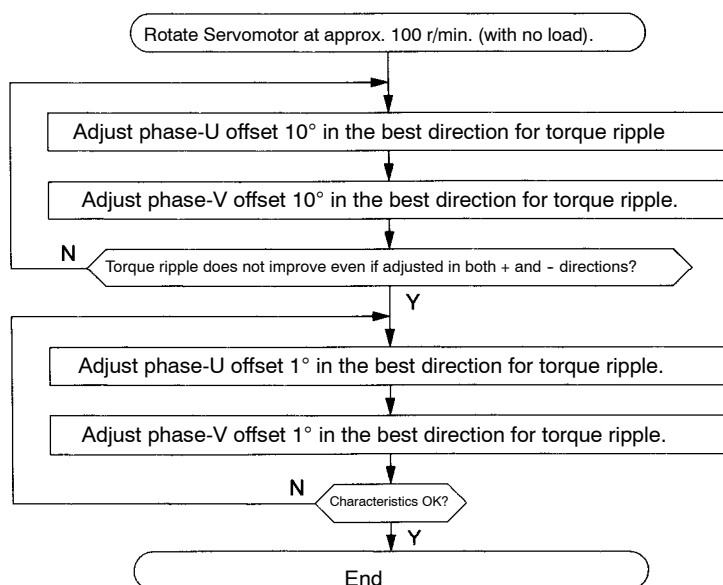 Rotate Servomotor at approx. 100 r/min. (with no load).
Adjust phase-U offset 10° in the best direction for torque ripple
Adjust phase-V offset 10° in the best direction for torque ripple.
N
Torque ripple does not improve even if adjusted in both + and - directions?
Y
Adjust phase-U offset 1° in the best direction for torque ripple.
Adjust phase-V offset 1° in the best direction for torque ripple.
N
Characteristics OK?
Y
End